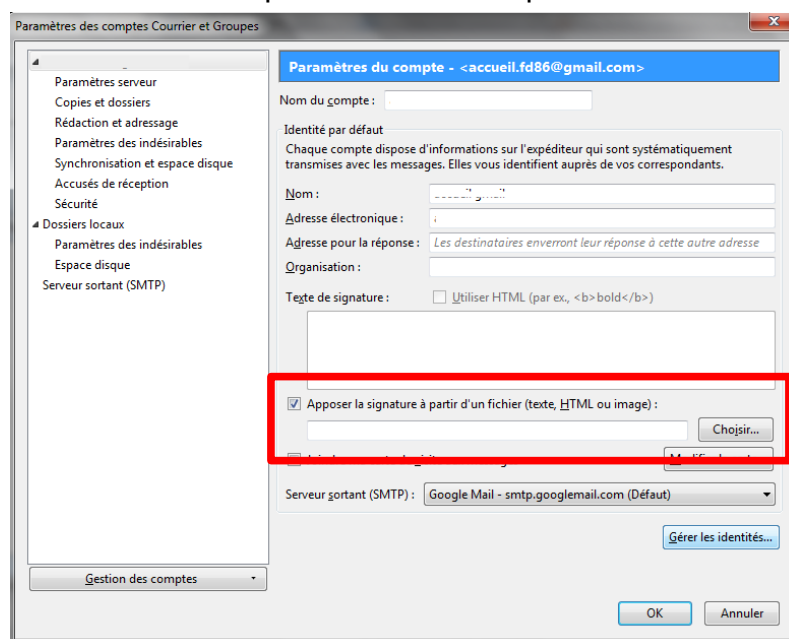 Paramètres des comptes Courrier et Groupes
Paramètres serveur
Copies et dossiers
Rédaction et adressage
Paramètres des indésirables
Synchronisation et espace disque
Accusés de réception
Sécurité
Dossiers locaux
Paramètres des indésirables
Espace disque
Serveur sortant (SMTP)
Gestion des comptes
Paramètres du compte - <accueil.fd86@gmail.com>
Nom du compte :
Identité par défaut
Chaque compte dispose d'informations sur l'expéditeur qui sont systématiquement
transmises avec les messages. Elles vous identifient auprès de vos correspondants.
Nom :
Adresse électronique :
Adresse pour la réponse : Les destinataires enverront leur réponse à cette autre adresse
Organisation :
Texte de signature : Utiliser HTML (par ex., <b>bold</b>)
Apposer la signature à partir d'un fichier (texte, HTML ou image) :
Choisir...
Serveur sortant (SMTP) : Google Mail - smtp.googlemail.com (Défaut)
Gérer les identités...
OK Annuler